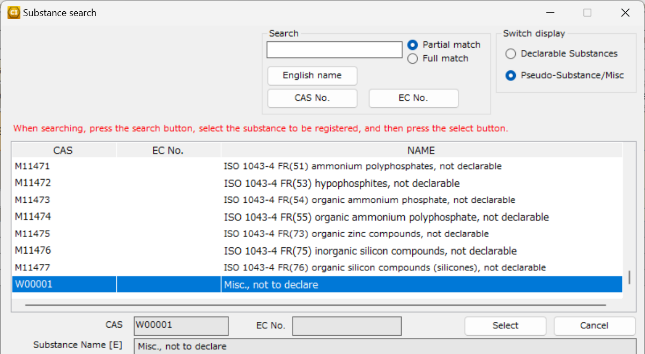 Substance search
Search
Switch display
Partial match
Full match
Declarable Substances
Pseudo-Substance/Misc
English name
CAS No.
EC No.
When searching, press the search button, select the substance to be registered, and then press the select button.
CAS EC No. NAME
M11471 ISO 1043-4 FR(51) ammonium polyphosphates, not declarable
M11472 ISO 1043-4 FR(53) hypophosphites, not declarable
M11473 ISO 1043-4 FR(54) organic ammonium phosphate, not declarable
M11474 ISO 1043-4 FR(55) organic ammonium polyphosphate, not declarable
M11475 ISO 1043-4 FR(73) organic zinc compounds, not declarable
M11476 ISO 1043-4 FR(75) inorganic silicon compounds, not declarable
M11477 ISO 1043-4 FR(76) organic silicon compounds (silicones), not declarable
W00001 Misc., not to declare
CAS W00001 EC No. Select Cancel
Substance Name [E] Misc., not to declare